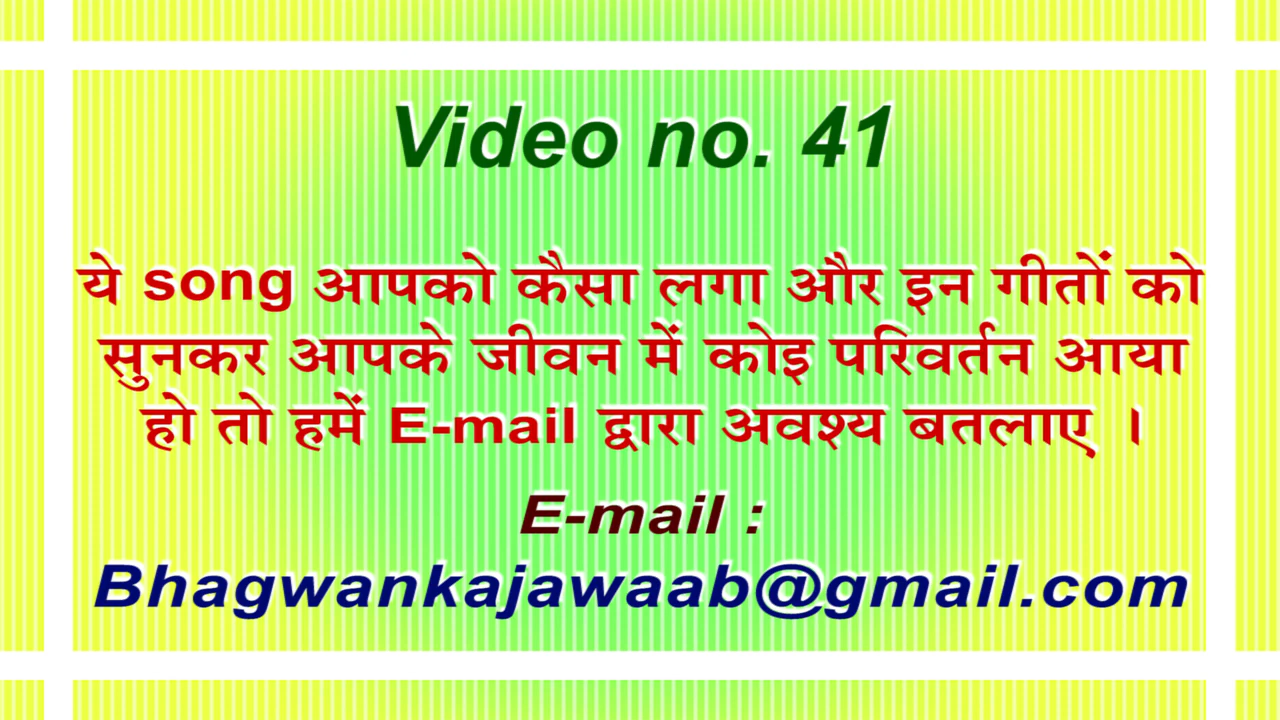 Video no. 41
ये song आपको कैसा लगा और इन गीतों को
सुनकर आपके जीवन में कोइ परिवर्तन आया
हो तो हमें E-mail द्वारा अवश्य बतलाए ।
E-mail :
Bhagwankajawaab@gmail.com